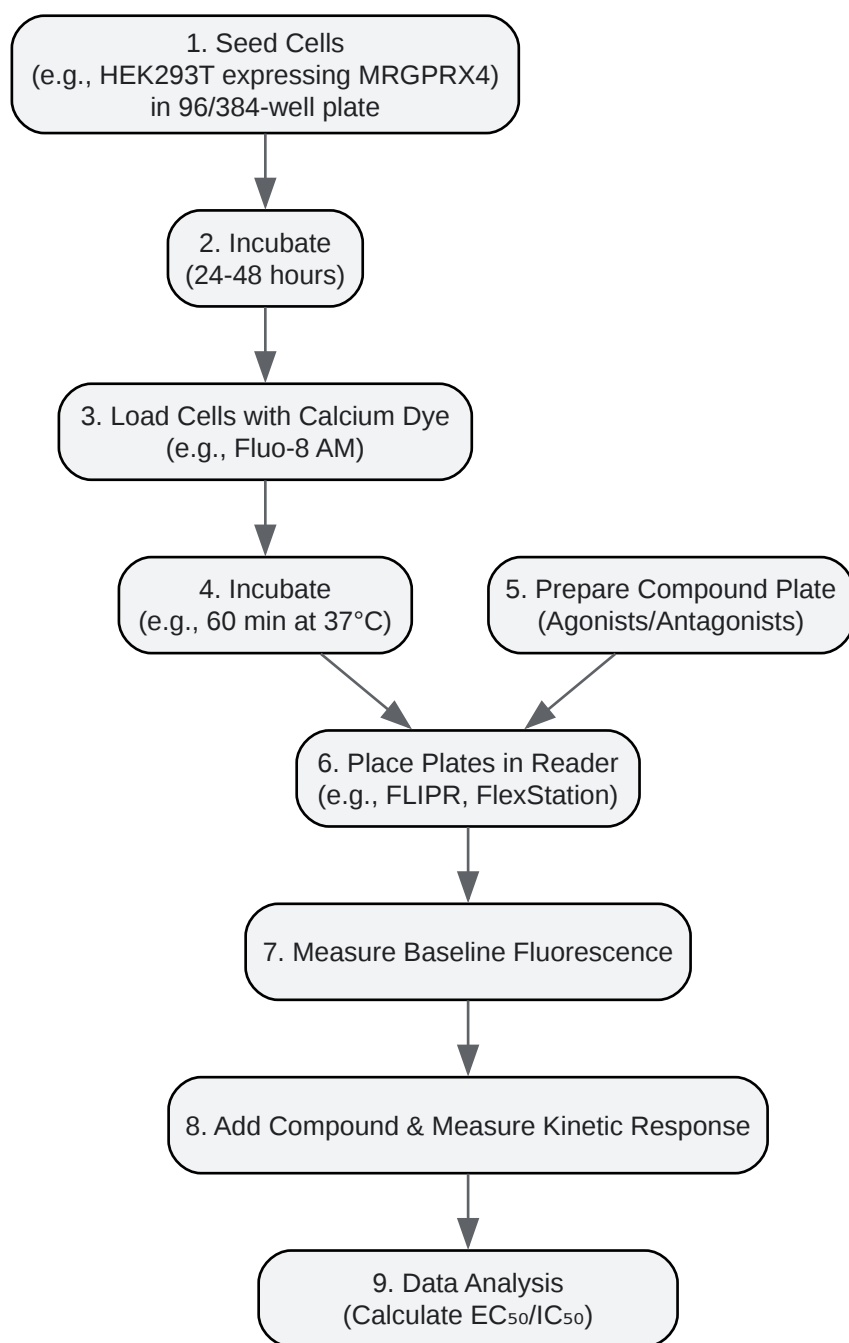 1. Seed Cells
(e.g., HEK293T expressing MRGPRX4)
in 96/384-well plate
2. Incubate
(24-48 hours)
3. Load Cells with Calcium Dye
(e.g., Fluo-8 AM)
4. Incubate
(e.g., 60 min at 37°C)
5. Prepare Compound Plate
(Agonists/Antagonists)
6. Place Plates in Reader
(e.g., FLIPR, FlexStation)
7. Measure Baseline Fluorescence
8. Add Compound & Measure Kinetic Response
9. Data Analysis
(Calculate EC₅₀/IC₅₀)